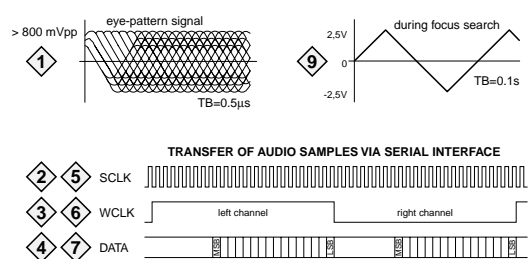 eye-pattern signal
> 800 mVpp
1
TB=0.5µs
during focus search
2,5V
9
0
TB=0.1s
-2,5V
TRANSFER OF AUDIO SAMPLES VIA SERIAL INTERFACE
2 5 SCLK
3 6 WCLK left channel right channel
4 7 DATA MSB LSB MSB LSB